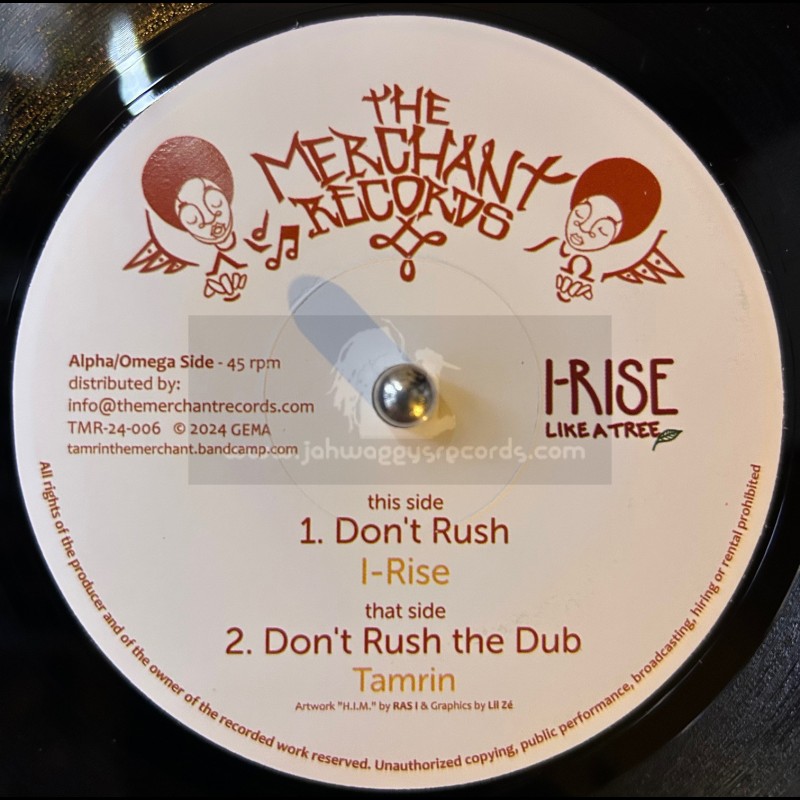 THE
MERCHANT
RECORDS
Alpha/Omega Side - 45 rpm
distributed by:
info@themerchantrecords.com
TMR-24-006 © 2024 GEMA
tamrinthemerchant.bandcamp.com
I-RISE
LIKE A TREE
www.jahwaggysrecords.com
this side
1. Don't Rush
I-Rise
that side
2. Don't Rush the Dub
Tamrin
Artwork "H.I.M." by RAS I & Graphics by Lil Zé
All rights of the producer and of the owner of the recorded work reserved. Unauthorized copying, public performance, broadcasting, hiring or rental prohibited